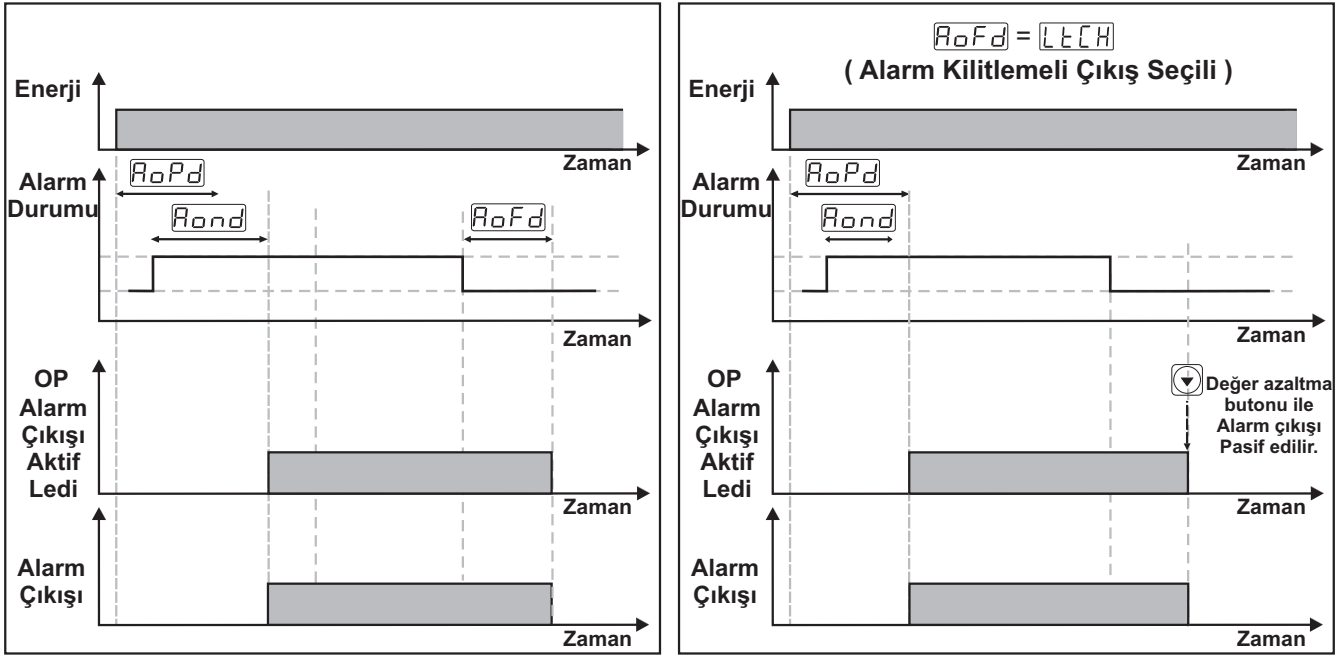 Enerji
Zaman
AoPd
Alarm
Durumu
Aond
AoFd
Zaman
OP
Alarm
Çıkışı
Aktif
Ledi
Zaman
Alarm
Çıkışı
Zaman
AoFd = LtCH
( Alarm Kilitlemeli Çıkış Seçili )
Enerji
Zaman
AoPd
Alarm
Durumu
Aond
Zaman
OP
Alarm
Çıkışı
Aktif
Ledi
Değer azaltma
butonu ile
Alarm çıkışı
Pasif edilir.
Zaman
Alarm
Çıkışı
Zaman